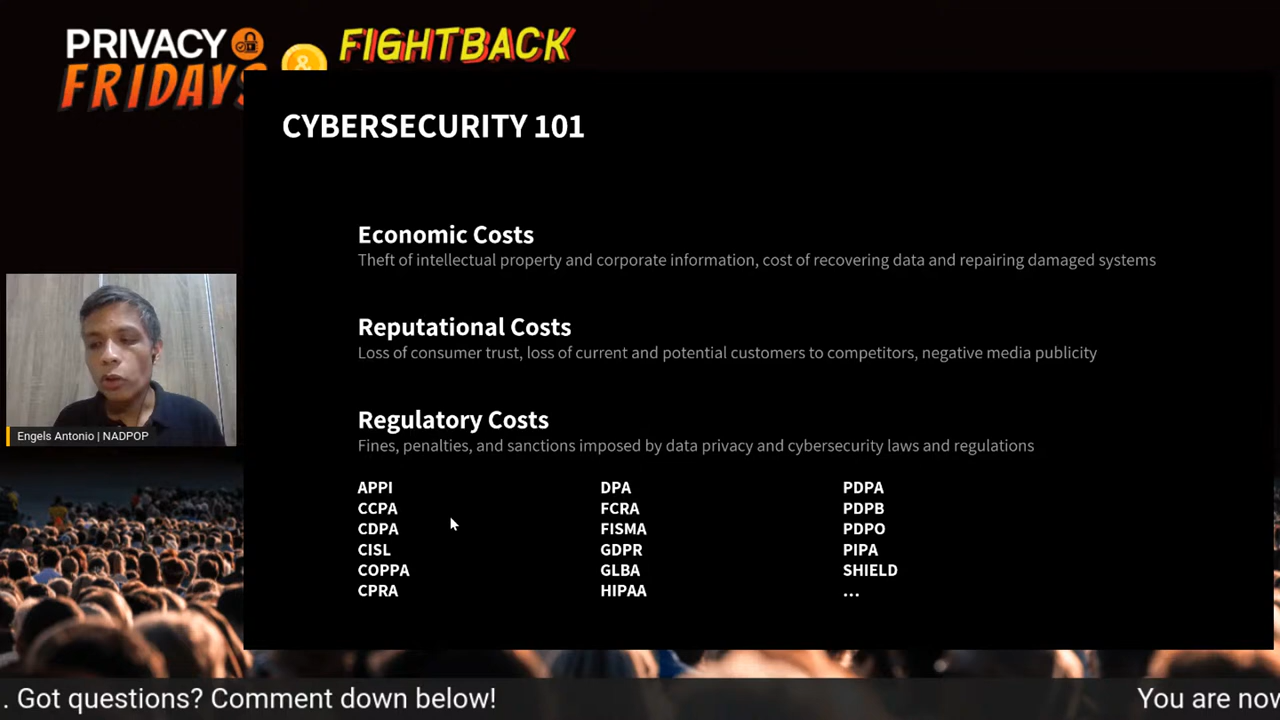 PRIVACY
FRIDAYS
&
FIGHTBACK
CYBERSECURITY 101
Economic Costs
Theft of intellectual property and corporate information, cost of recovering data and repairing damaged systems
Reputational Costs
Loss of consumer trust, loss of current and potential customers to competitors, negative media publicity
Regulatory Costs
Fines, penalties, and sanctions imposed by data privacy and cybersecurity laws and regulations
APPI
CCPA
CDPA
CISL
COPPA
CPRA
DPA
FCRA
FISMA
GDPR
GLBA
HIPAA
PDPA
PDPB
PDPO
PIPA
SHIELD
...
Engels Antonio | NADPOP
. Got questions? Comment down below!
You are now